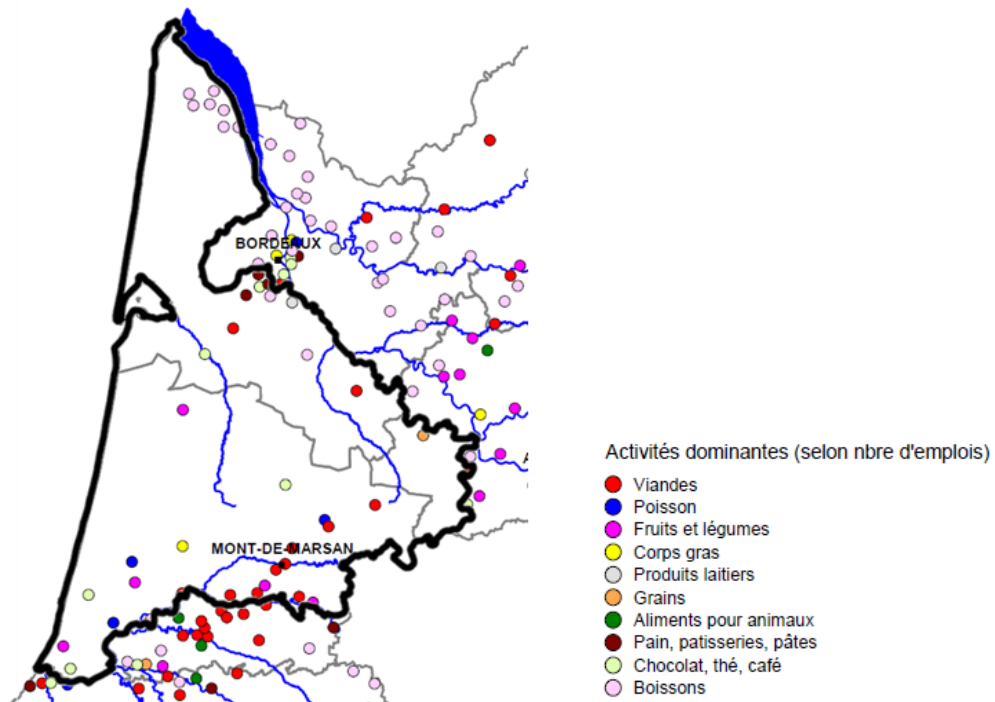 BORDEAUX
MONT-DE-MARSAN
A
Activités dominantes (selon nbre d'emplois)
Viandes
Poisson
Fruits et légumes
Corps gras
Produits laitiers
Grains
Aliments pour animaux
Pain, patisseries, pâtes
Chocolat, thé, café
Boissons